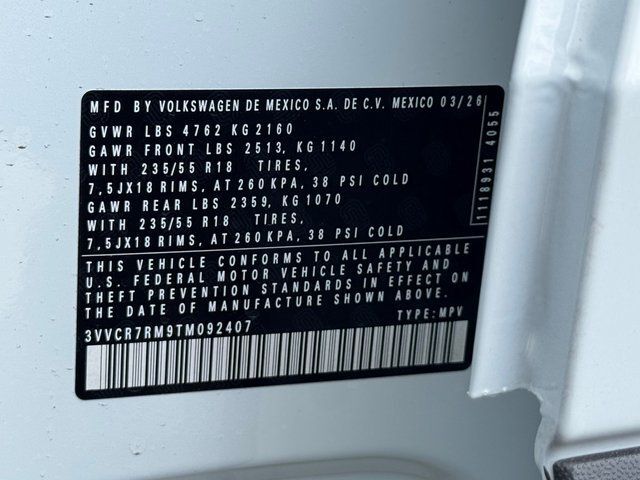 MFD BY VOLKSWAGEN DE MEXICO S.A. DE C.V. MEXICO 03/26
GVWR LBS 4762 KG 2160
GAWR FRONT LBS 2513, KG 1140
WITH 235/55 R18 TIRES,
7,5JX18 RIMS, AT 260 KPA, 38 PSI COLD
GAWR REAR LBS 2359, KG 1070
WITH 235/55 R18 TIRES,
7,5JX18 RIMS, AT 260 KPA, 38 PSI COLD
THIS VEHICLE CONFORMS TO ALL APPLICABLE
U.S. FEDERAL MOTOR VEHICLE SAFETY AND
THEFT PREVENTION STANDARDS IN EFFECT ON
THE DATE OF MANUFACTURE SHOWN ABOVE.
3VVCR7RM9TM092407 TYPE: MPV
1118931 4055